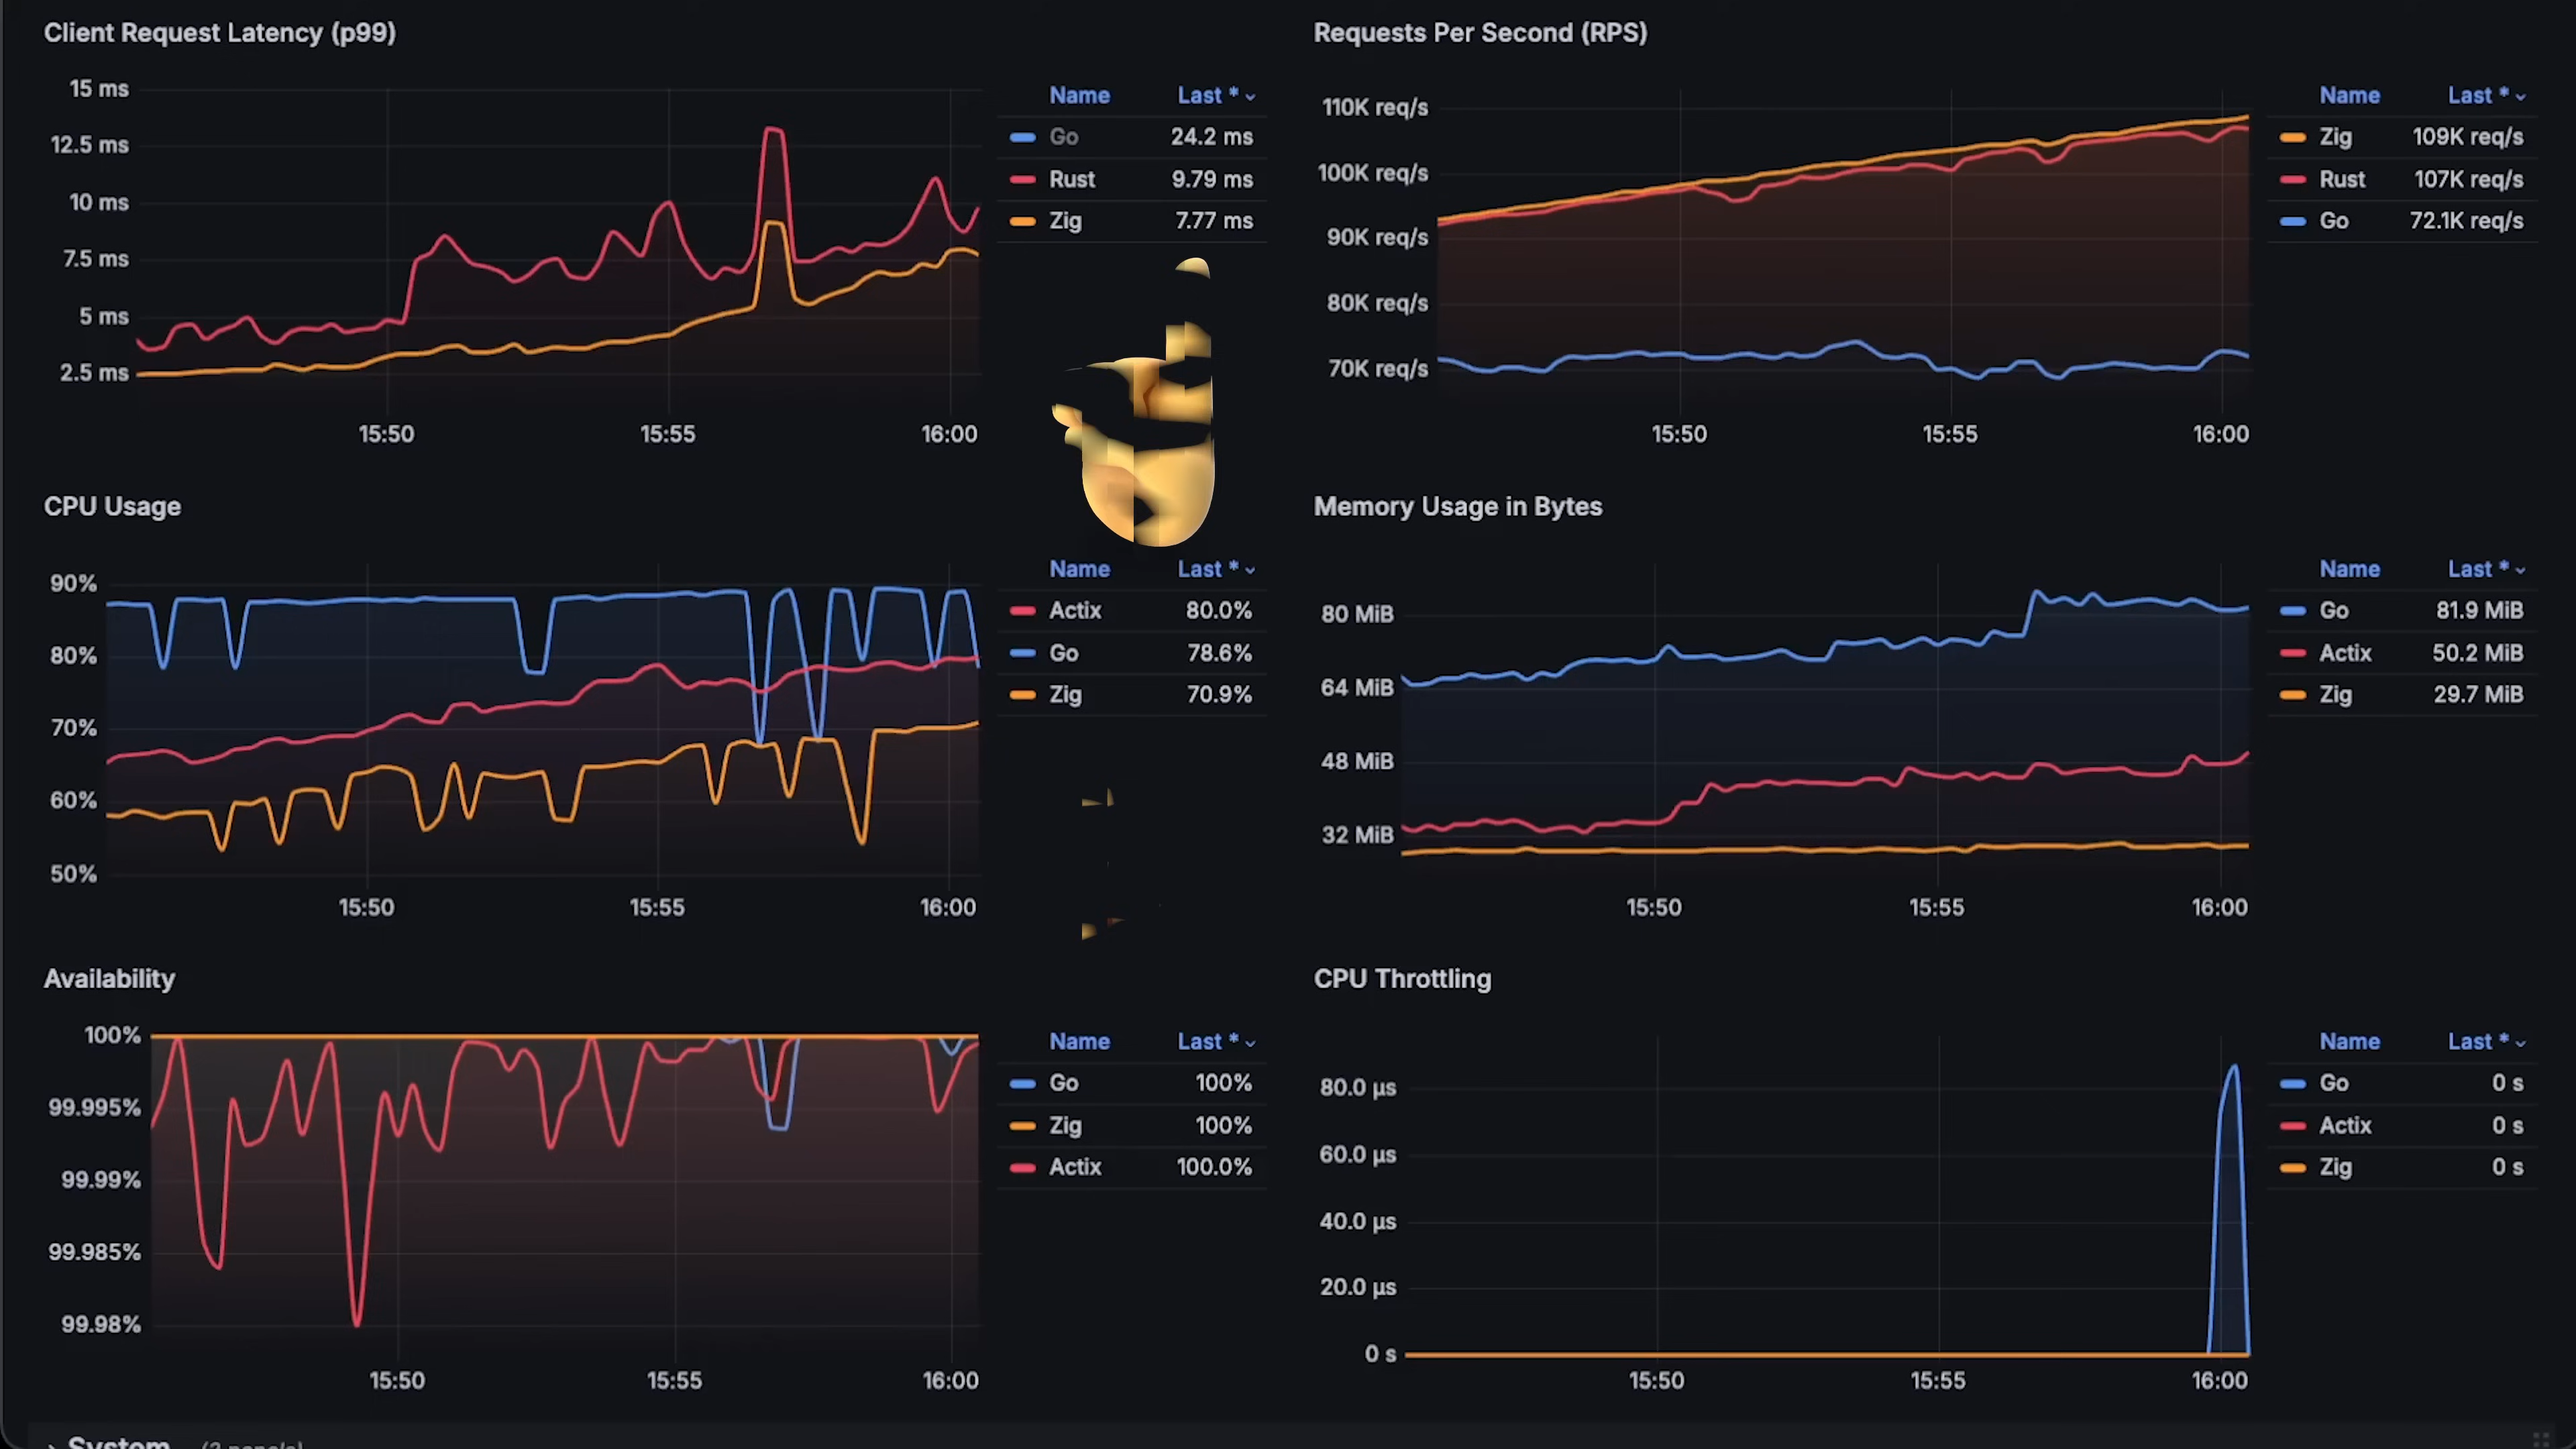 Client Request Latency (p99)
15 ms
12.5 ms
10 ms
7.5 ms
5 ms
2.5 ms
15:50 15:55 16:00
Name Last *
Go 24.2 ms
Rust 9.79 ms
Zig 7.77 ms
Requests Per Second (RPS)
110K req/s
100K req/s
90K req/s
80K req/s
70K req/s
15:50 15:55 16:00
Name Last *
Zig 109K req/s
Rust 107K req/s
Go 72.1K req/s
CPU Usage
90%
80%
70%
60%
50%
15:50 15:55 16:00
Name Last *
Actix 80.0%
Go 78.6%
Zig 70.9%
Memory Usage in Bytes
80 MiB
64 MiB
48 MiB
32 MiB
15:50 15:55 16:00
Name Last *
Go 81.9 MiB
Actix 50.2 MiB
Zig 29.7 MiB
Availability
100%
99.995%
99.99%
99.985%
99.98%
15:50 15:55 16:00
Name Last *
Go 100%
Zig 100%
Actix 100.0%
CPU Throttling
80.0 µs
60.0 µs
40.0 µs
20.0 µs
0 s
15:50 15:55 16:00
Name Last *
Go 0 s
Actix 0 s
Zig 0 s
System